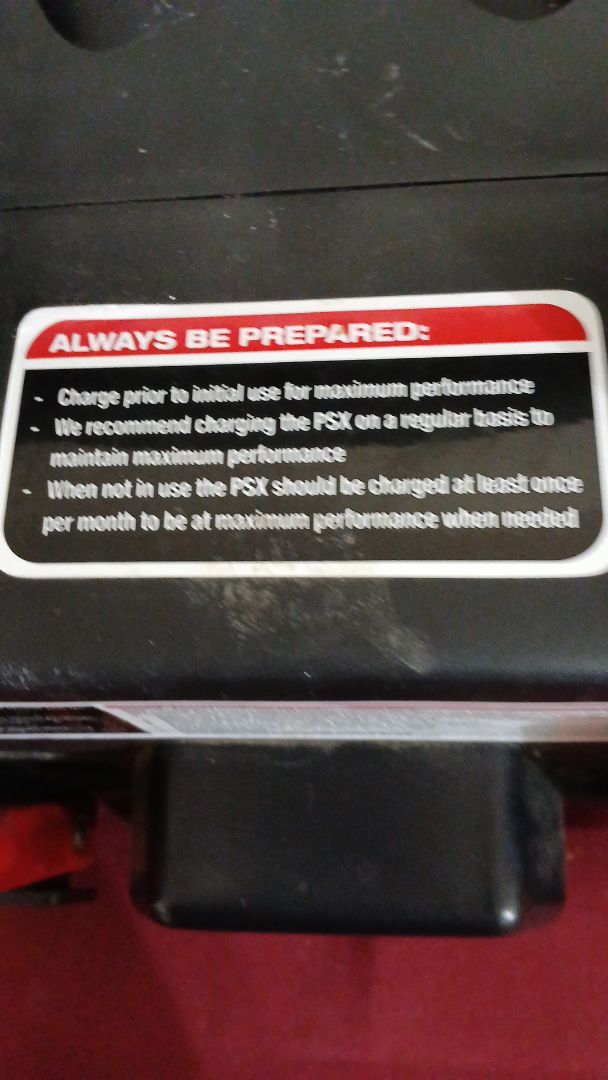 ALWAYS BE PREPARED:
- Charge prior to initial use for maximum performance
- We recommend charging the PSX on a regular basis to
maintain maximum performance
- When not in use the PSX should be charged at least once
per month to be at maximum performance when needed